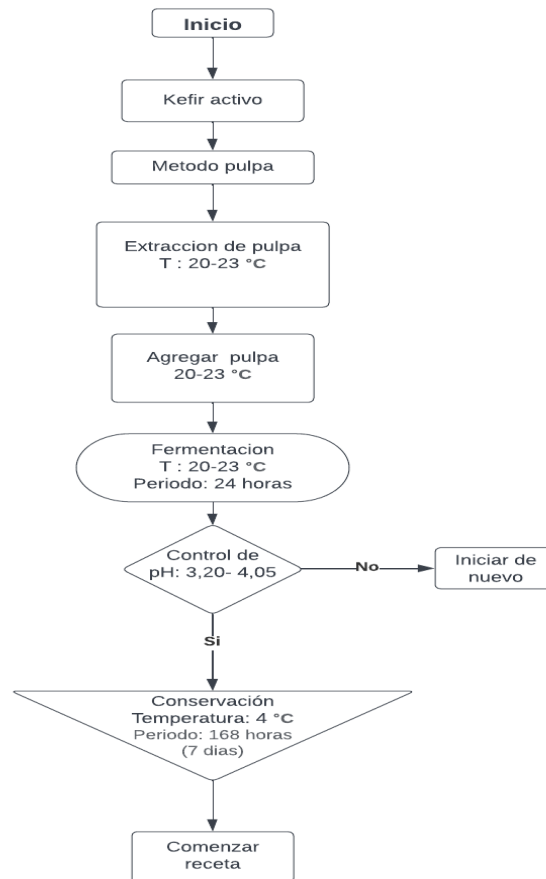 Inicio
Kefir activo
Metodo pulpa
Extraccion de pulpa
T : 20-23 °C
Agregar pulpa
20-23 °C
Fermentacion
T : 20-23 °C
Periodo: 24 horas
Control de
pH: 3,20- 4,05
No
Iniciar de
nuevo
Si
Conservación
Temperatura: 4 °C
Periodo: 168 horas
(7 dias)
Comenzar
receta